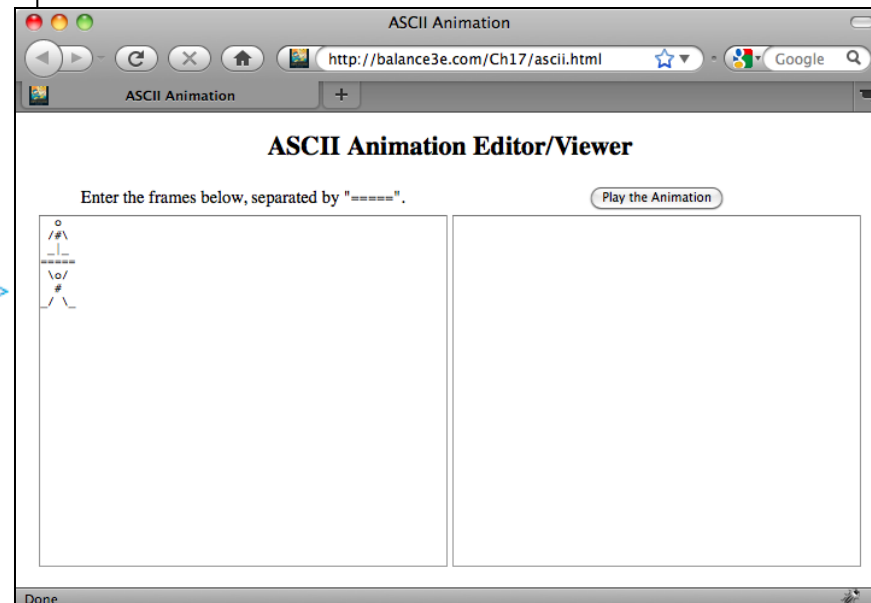 ASCII Animation
http://balance3e.com/Ch17/ascii.html
Google
ASCII Animation +
ASCII Animation Editor/Viewer
Enter the frames below, separated by "=====".
Play the Animation
  o
 /#\
 _|_
=====
 \o/
  #
_/ \_
Done